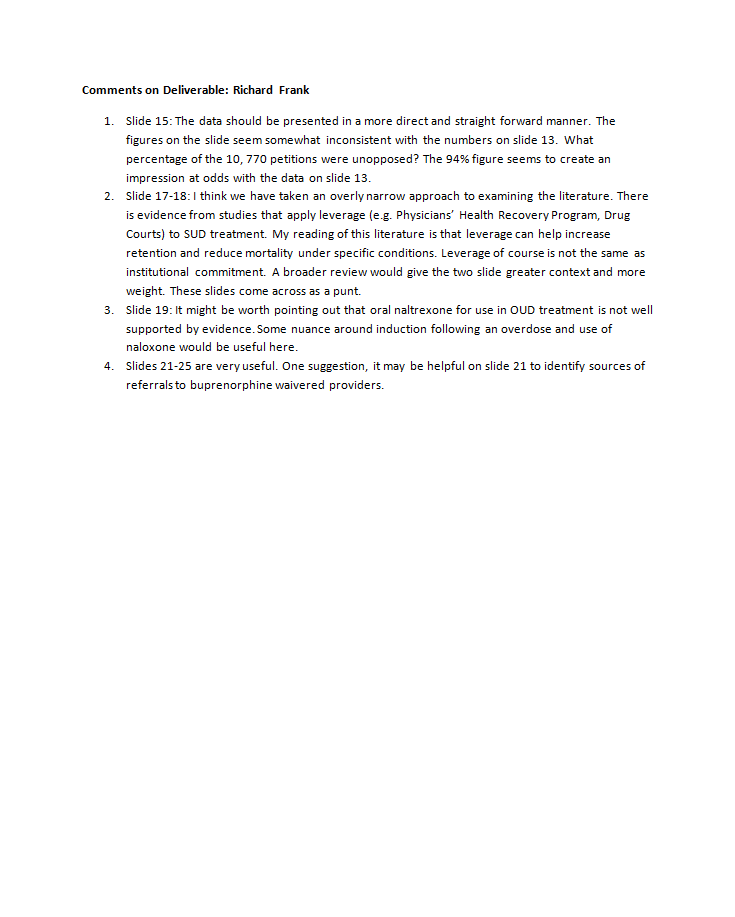 Comments on Deliverable: Richard Frank
1. Slide 15: The data should be presented in a more direct and straight forward manner. The
figures on the slide seem somewhat inconsistent with the numbers on slide 13. What
percentage of the 10, 770 petitions were unopposed? The 94% figure seems to create an
impression at odds with the data on slide 13.
2. Slide 17-18: I think we have taken an overly narrow approach to examining the literature. There
is evidence from studies that apply leverage (e.g. Physicians’ Health Recovery Program, Drug
Courts) to SUD treatment. My reading of this literature is that leverage can help increase
retention and reduce mortality under specific conditions. Leverage of course is not the same as
institutional commitment. A broader review would give the two slide greater context and more
weight. These slides come across as a punt.
3. Slide 19: It might be worth pointing out that oral naltrexone for use in OUD treatment is not well
supported by evidence. Some nuance around induction following an overdose and use of
naloxone would be useful here.
4. Slides 21-25 are very useful. One suggestion, it may be helpful on slide 21 to identify sources of
referrals to buprenorphine waivered providers.